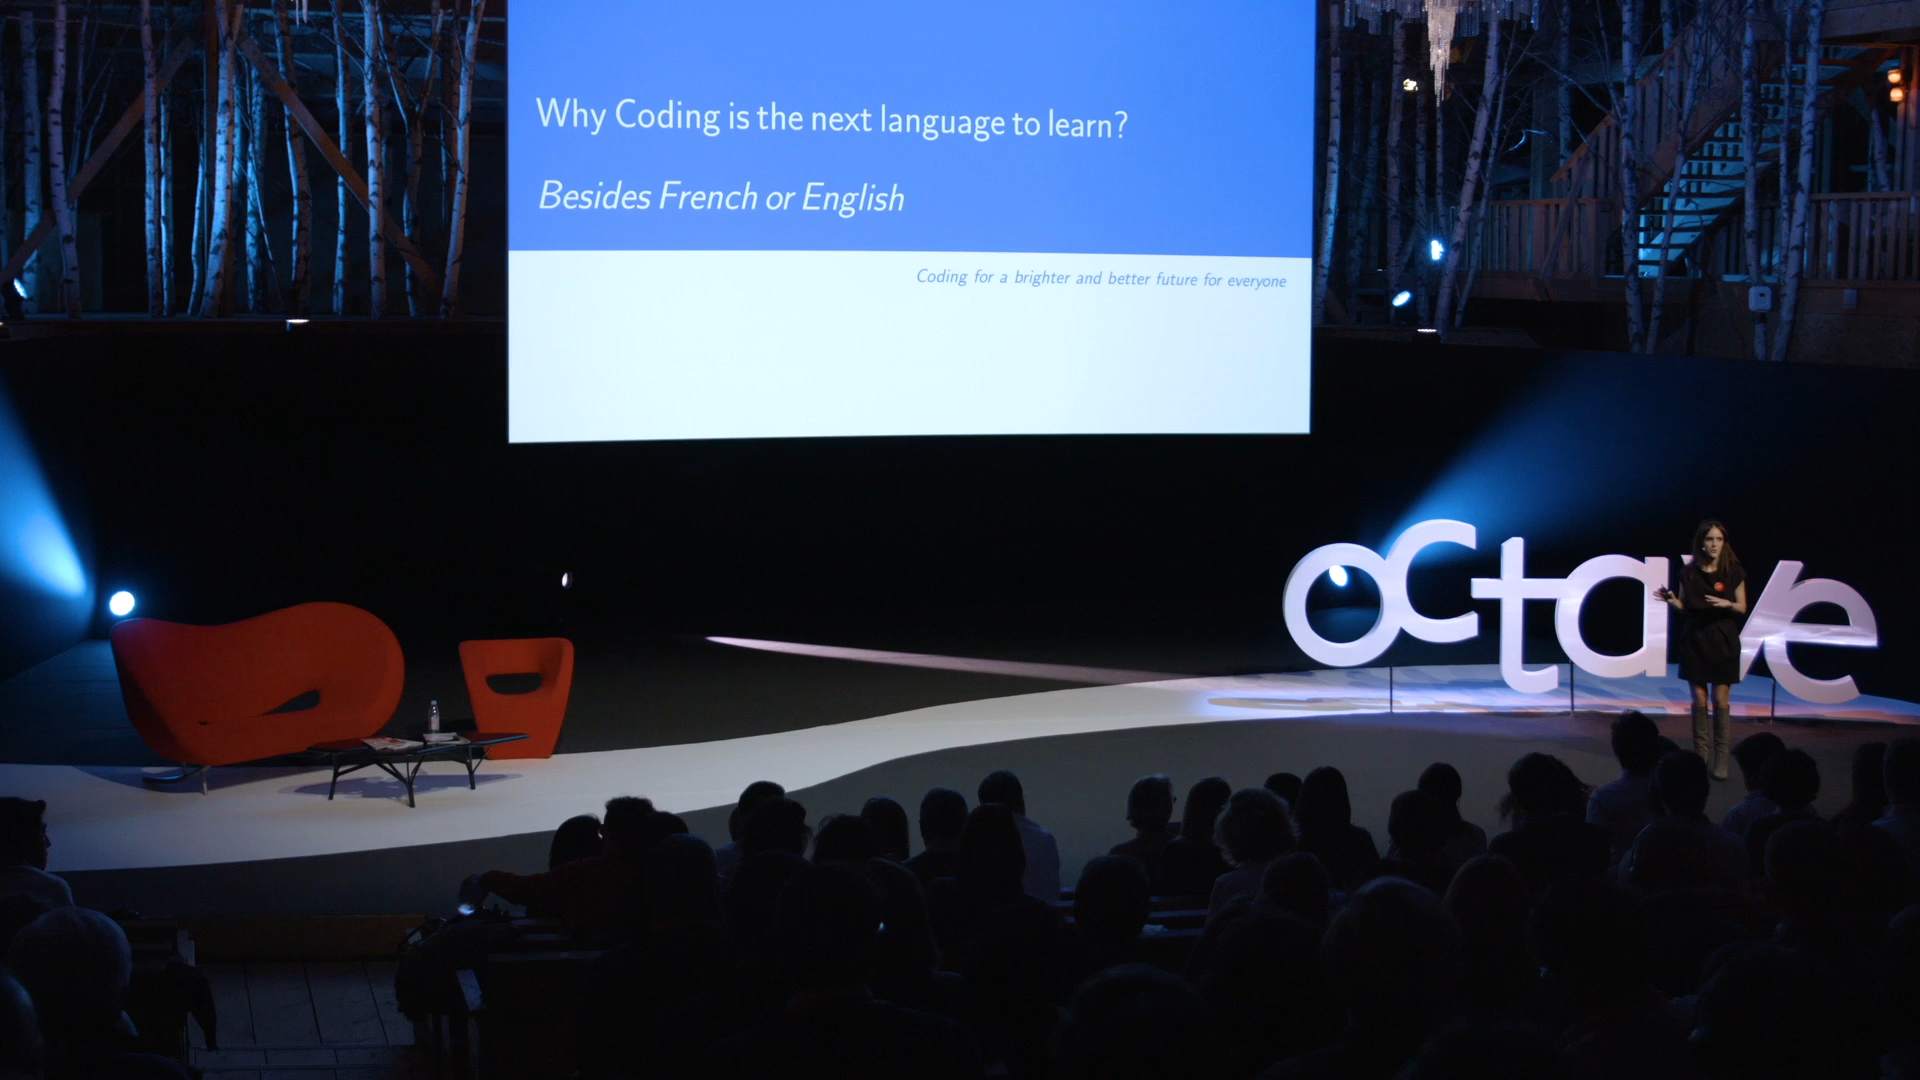 Why Coding is the next language to learn?
Besides French or English
Coding for a brighter and better future for everyone
octave